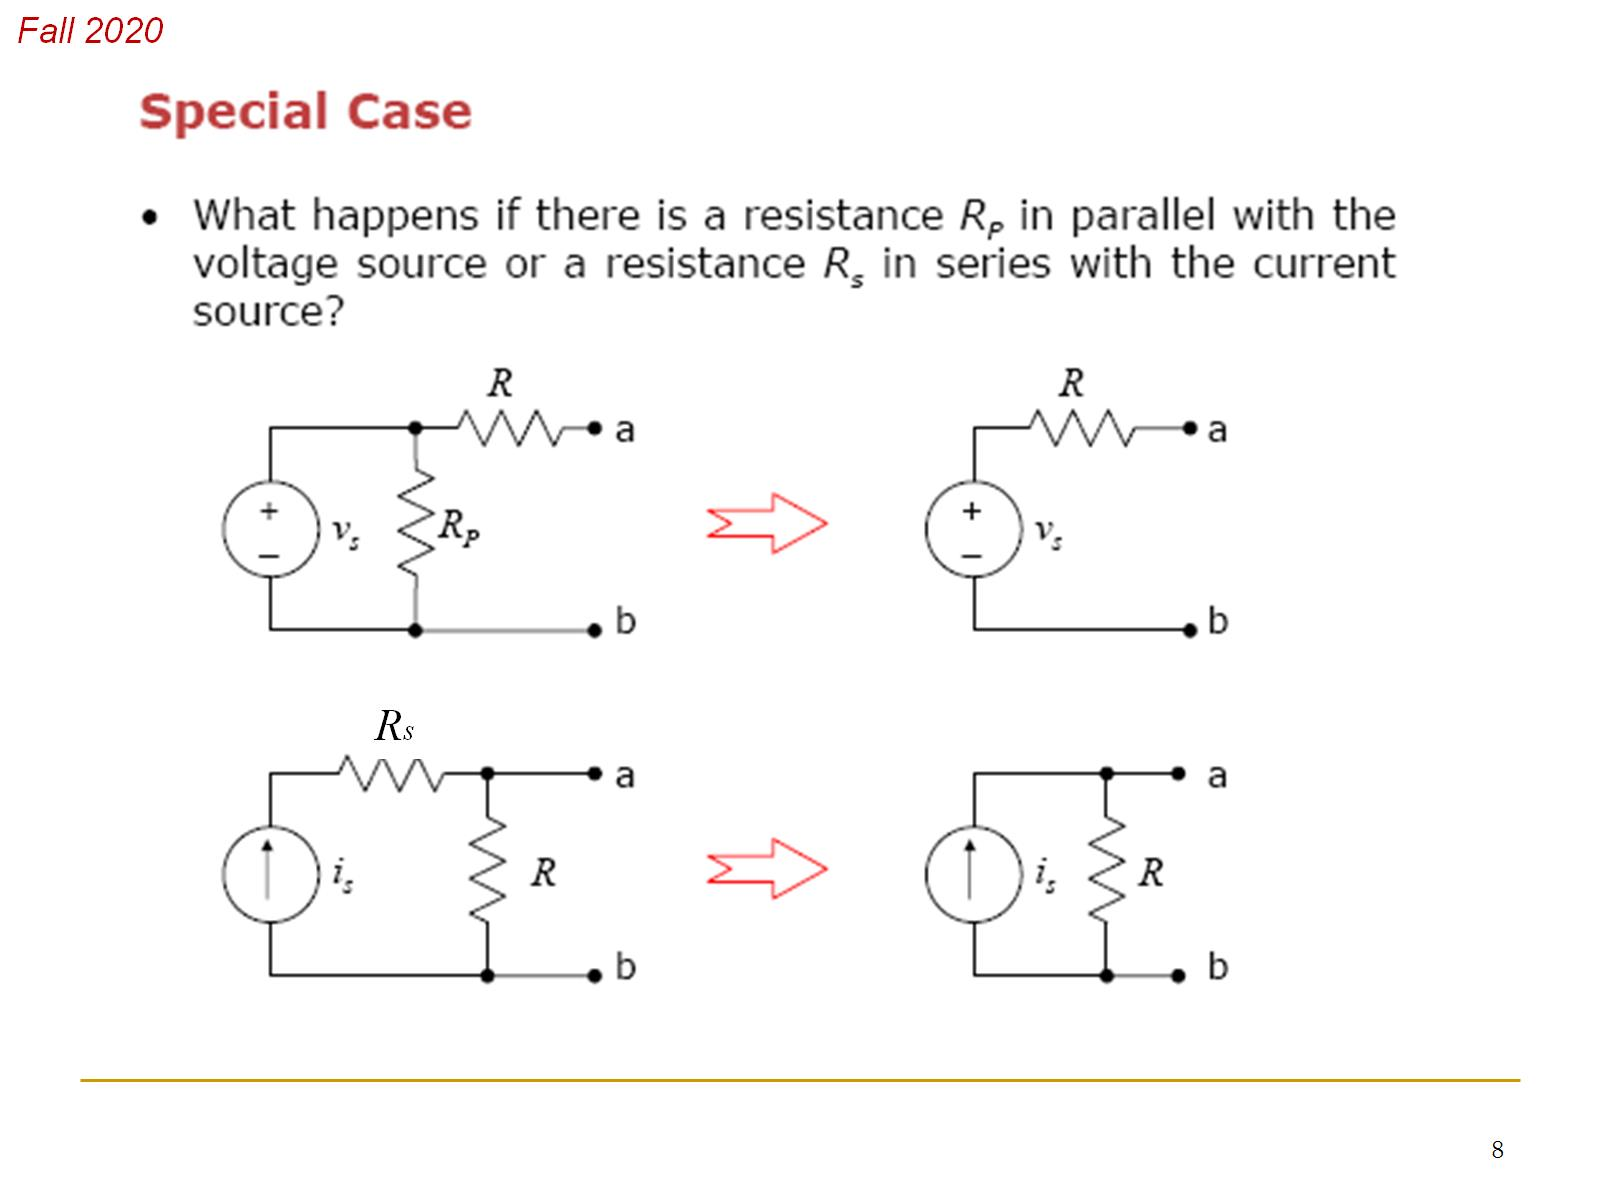 Fall 2020
Special Case
• What happens if there is a resistance R_P in parallel with the
voltage source or a resistance R_s in series with the current
source?
R
a
+
−
v_s
R_P
b
R
a
+
−
v_s
b
Rs
a
i_s
R
b
a
i_s
R
b
8